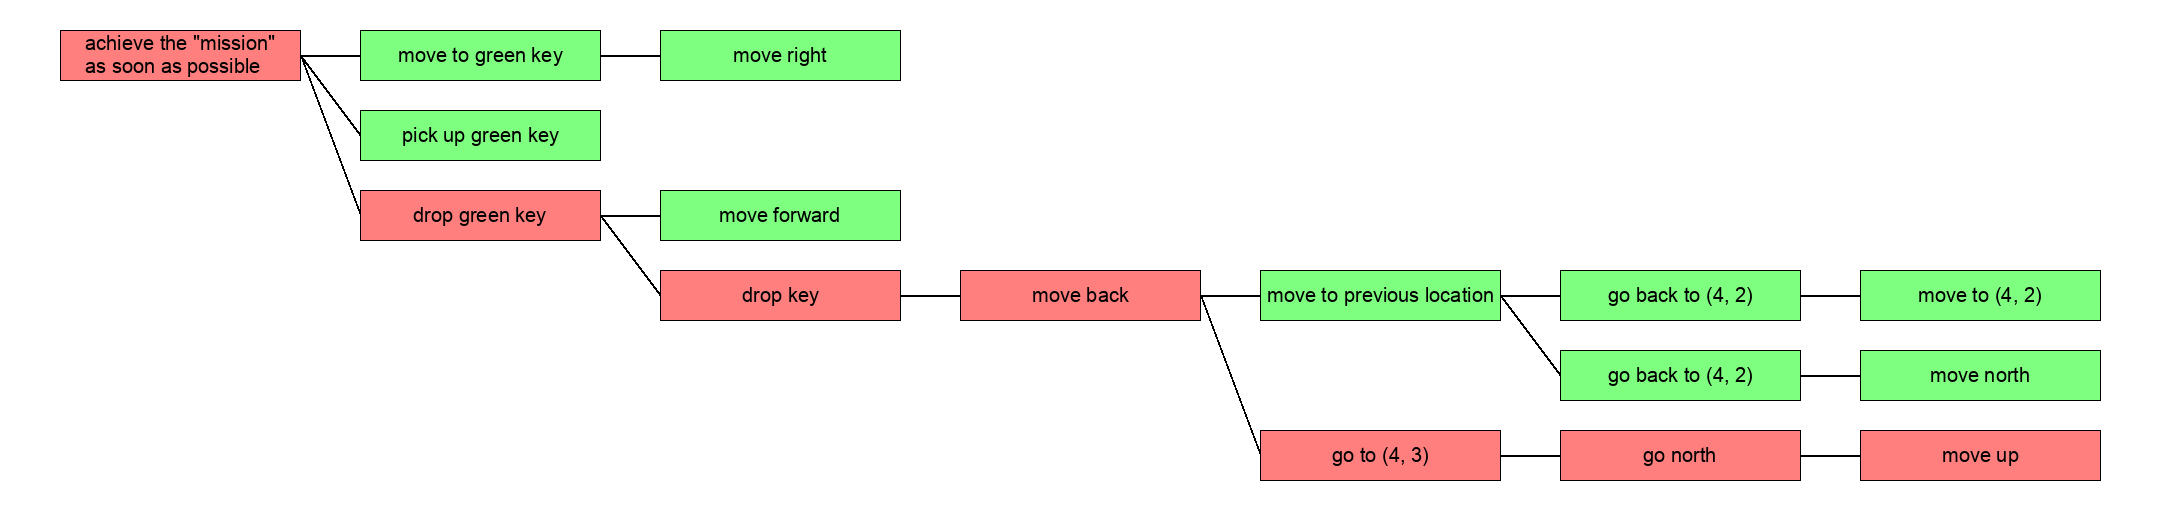 achieve the "mission"
as soon as possible
move to green key
move right
pick up green key
drop green key
move forward
drop key
move back
move to previous location
go back to (4, 2)
move to (4, 2)
go back to (4, 2)
move north
go to (4, 3)
go north
move up